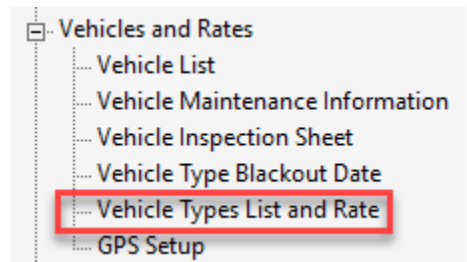 Vehicles and Rates
Vehicle List
Vehicle Maintenance Information
Vehicle Inspection Sheet
Vehicle Type Blackout Date
Vehicle Types List and Rate
GPS Setup